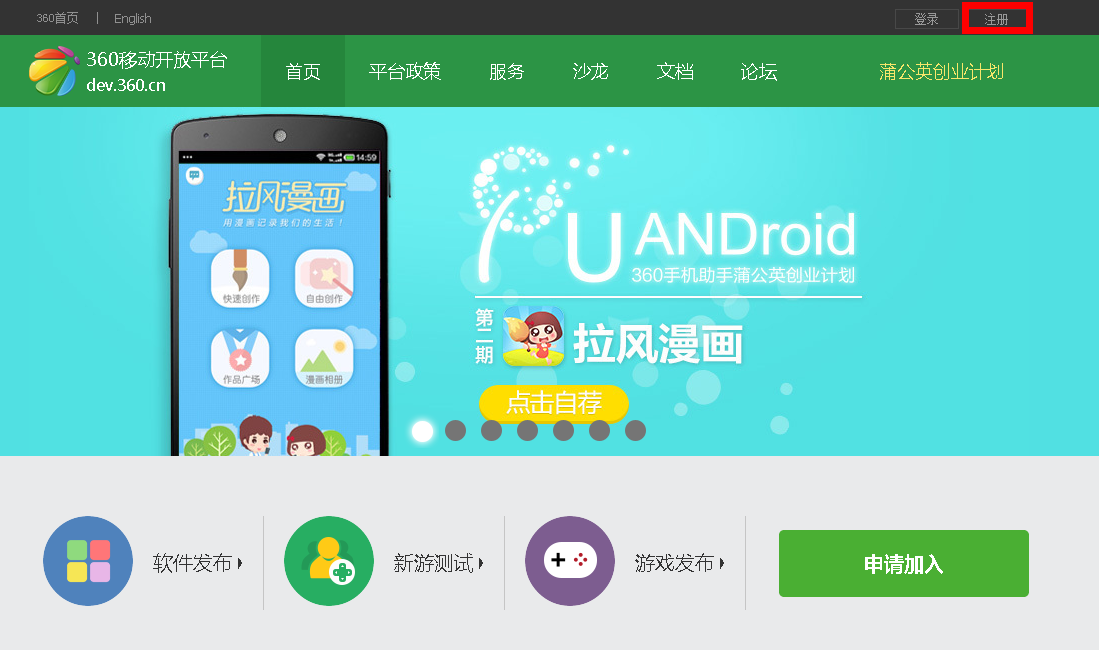 360首页 | English
登录
注册
360移动开放平台
dev.360.cn
首页
平台政策
服务
沙龙
文档
论坛
蒲公英创业计划
14:59
拉风漫画
用漫画记录我们的生活！
快速创作
自由创作
作品广场
漫画相册
UANDroid
360手机助手蒲公英创业计划
第二期
拉风漫画
点击自荐
软件发布
新游测试
游戏发布
申请加入